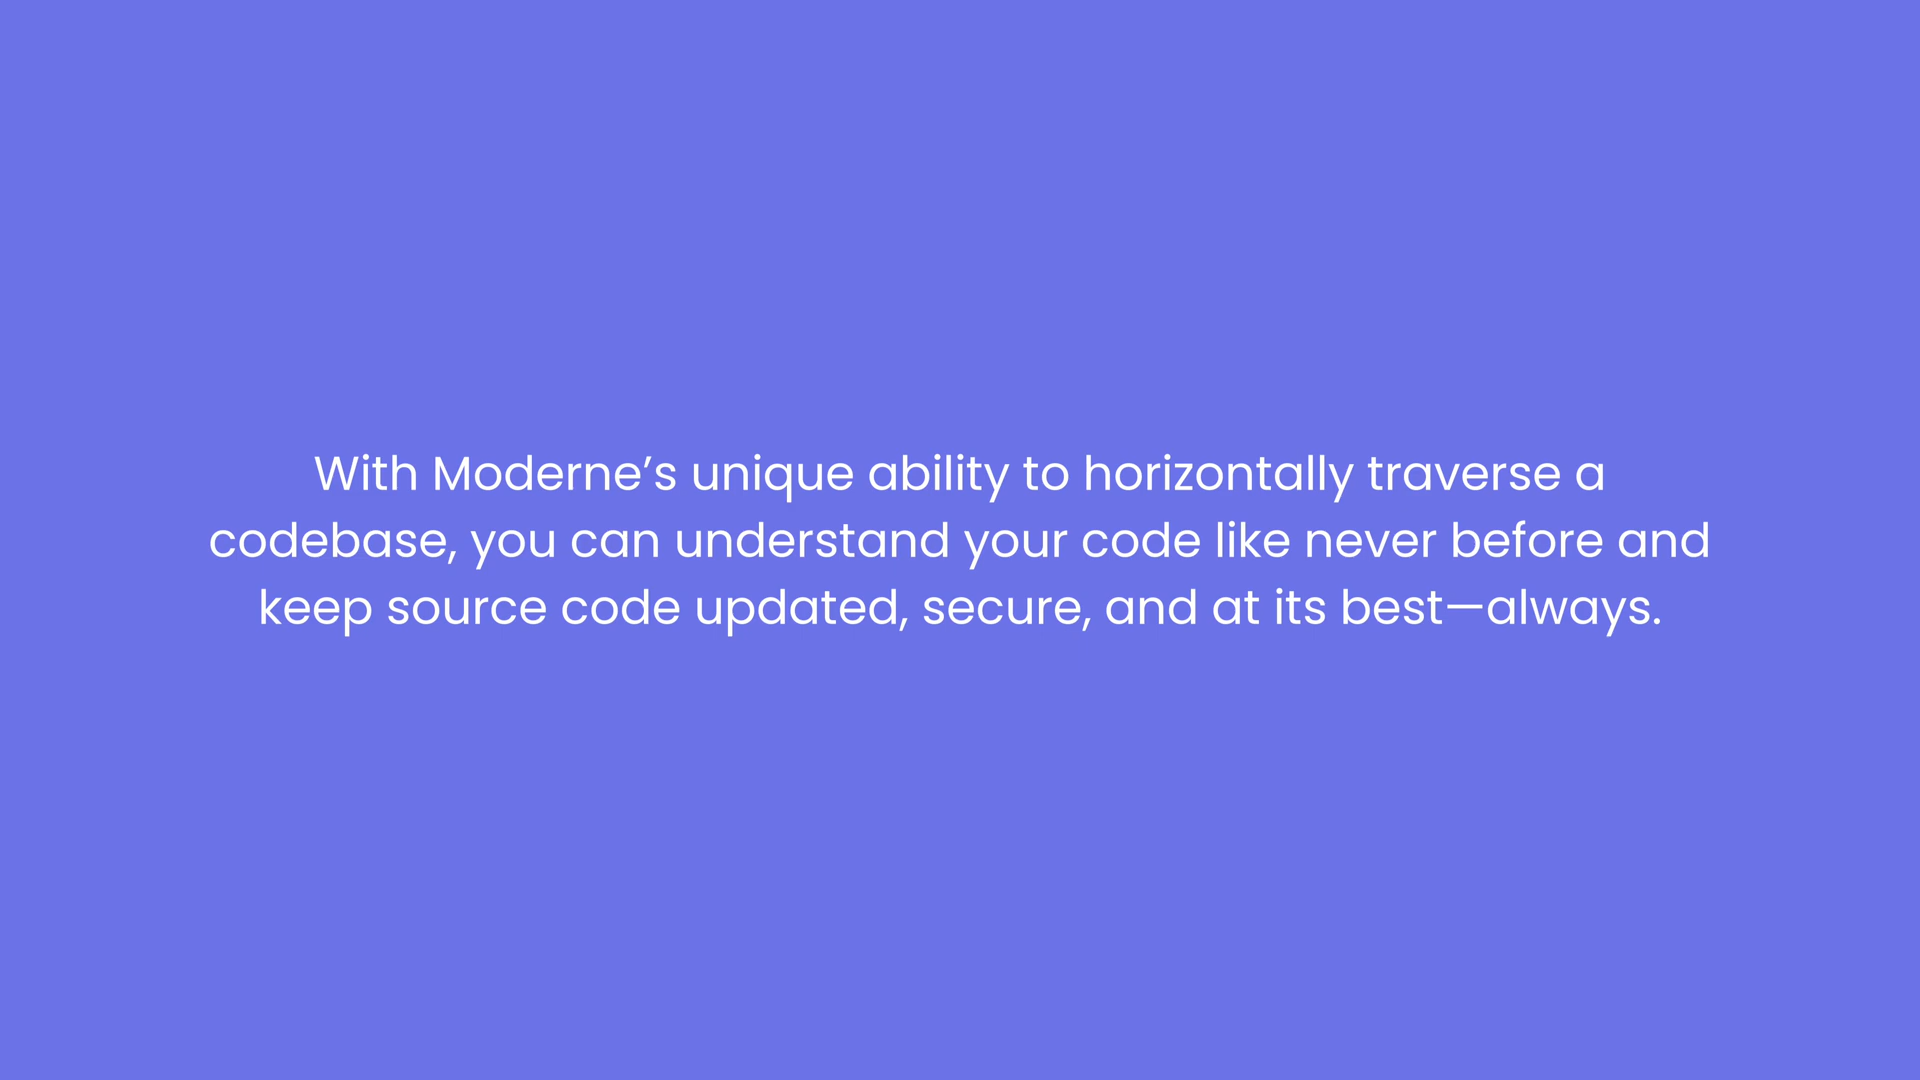 With Moderne’s unique ability to horizontally traverse a
codebase, you can understand your code like never before and
keep source code updated, secure, and at its best—always.